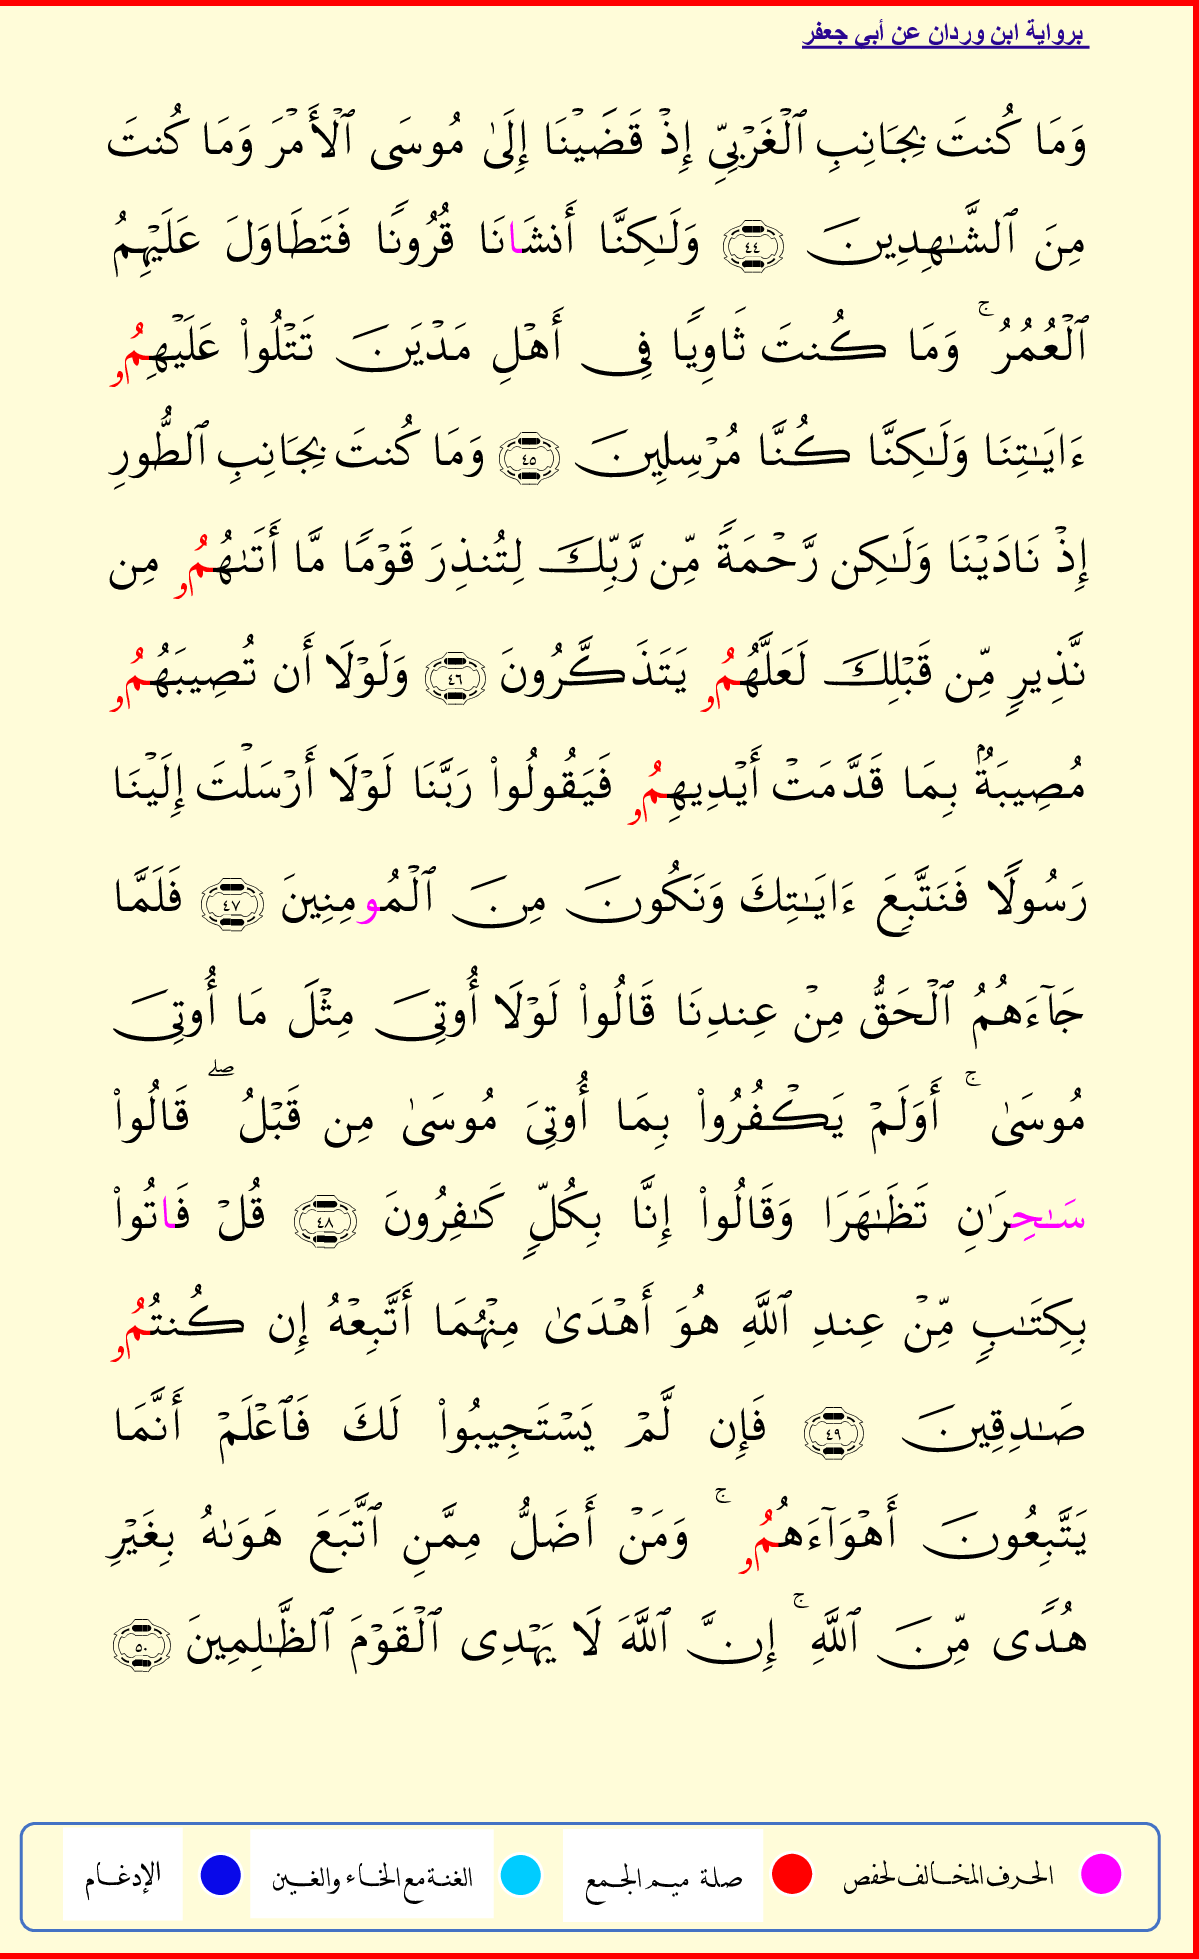 برواية ابن وردان عن أبي جعفر
وَمَا كُنتَ بِجَانِبِ ٱلْغَرْبِيِّ إِذْ قَضَيْنَا إِلَىٰ مُوسَى ٱلْأَمْرَ وَمَا كُنتَ
مِنَ ٱلشَّـٰهِدِينَ ٤٤ وَلَـٰكِنَّا أَنشَانَا قُرُونًا فَتَطَاوَلَ عَلَيْهِمُ
ٱلْعُمُرُ ۚ وَمَا كُنتَ ثَاوِيًا فِى أَهْلِ مَدْيَنَ تَتْلُوا۟ عَلَيْهِمُۥ
ءَايَـٰتِنَا وَلَـٰكِنَّا كُنَّا مُرْسِلِينَ ٤٥ وَمَا كُنتَ بِجَانِبِ ٱلطُّورِ
إِذْ نَادَيْنَا وَلَـٰكِن رَّحْمَةً مِّن رَّبِّكَ لِتُنذِرَ قَوْمًا مَّا أَتَىٰهُمُۥ مِن
نَّذِيرٍ مِّن قَبْلِكَ لَعَلَّهُمُۥ يَتَذَكَّرُونَ ٤٦ وَلَوْلَا أَن تُصِيبَهُمُۥ
مُصِيبَةٌۢ بِمَا قَدَّمَتْ أَيْدِيهِمُۥ فَيَقُولُوا۟ رَبَّنَا لَوْلَا أَرْسَلْتَ إِلَيْنَا
رَسُولًا فَنَتَّبِعَ ءَايَـٰتِكَ وَنَكُونَ مِنَ ٱلْمُومِنِينَ ٤٧ فَلَمَّا
جَآءَهُمُ ٱلْحَقُّ مِنْ عِندِنَا قَالُوا۟ لَوْلَا أُوتِىَ مِثْلَ مَا أُوتِىَ
مُوسَىٰ ۚ أَوَلَمْ يَكْفُرُوا۟ بِمَا أُوتِىَ مُوسَىٰ مِن قَبْلُ ۖ قَالُوا۟
سَـٰحِرَٰنِ تَظَـٰهَرَا وَقَالُوا۟ إِنَّا بِكُلٍّ كَـٰفِرُونَ ٤٨ قُلْ فَاتُوا۟
بِكِتَـٰبٍ مِّنْ عِندِ ٱللَّهِ هُوَ أَهْدَىٰ مِنْهُمَا أَتَّبِعْهُ إِن كُنتُمُۥ
صَـٰدِقِينَ ٤٩ فَإِن لَّمْ يَسْتَجِيبُوا۟ لَكَ فَٱعْلَمْ أَنَّمَا
يَتَّبِعُونَ أَهْوَآءَهُمُۥ ۚ وَمَنْ أَضَلُّ مِمَّنِ ٱتَّبَعَ هَوَىٰهُ بِغَيْرِ
هُدًى مِّنَ ٱللَّهِ ۚ إِنَّ ٱللَّهَ لَا يَهْدِى ٱلْقَوْمَ ٱلظَّـٰلِمِينَ ٥٠
الحرف المخالف لحفص صلة ميم الجمع الغنة مع الخاء والغين الإدغام